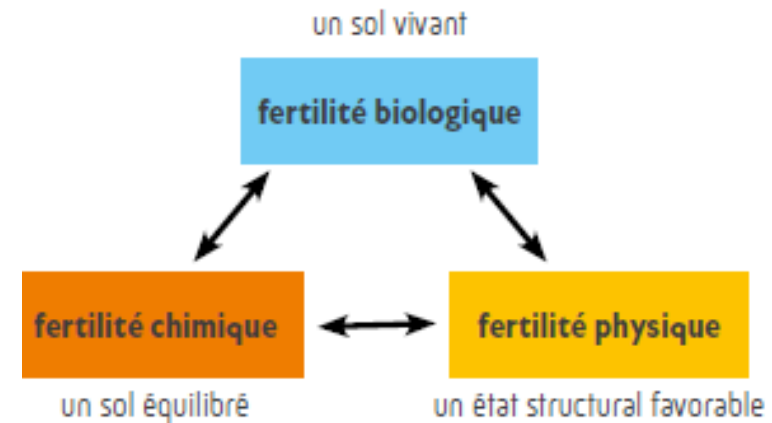 un sol vivant
fertilité biologique
fertilité chimique
fertilité physique
un sol équilibré
un état structural favorable